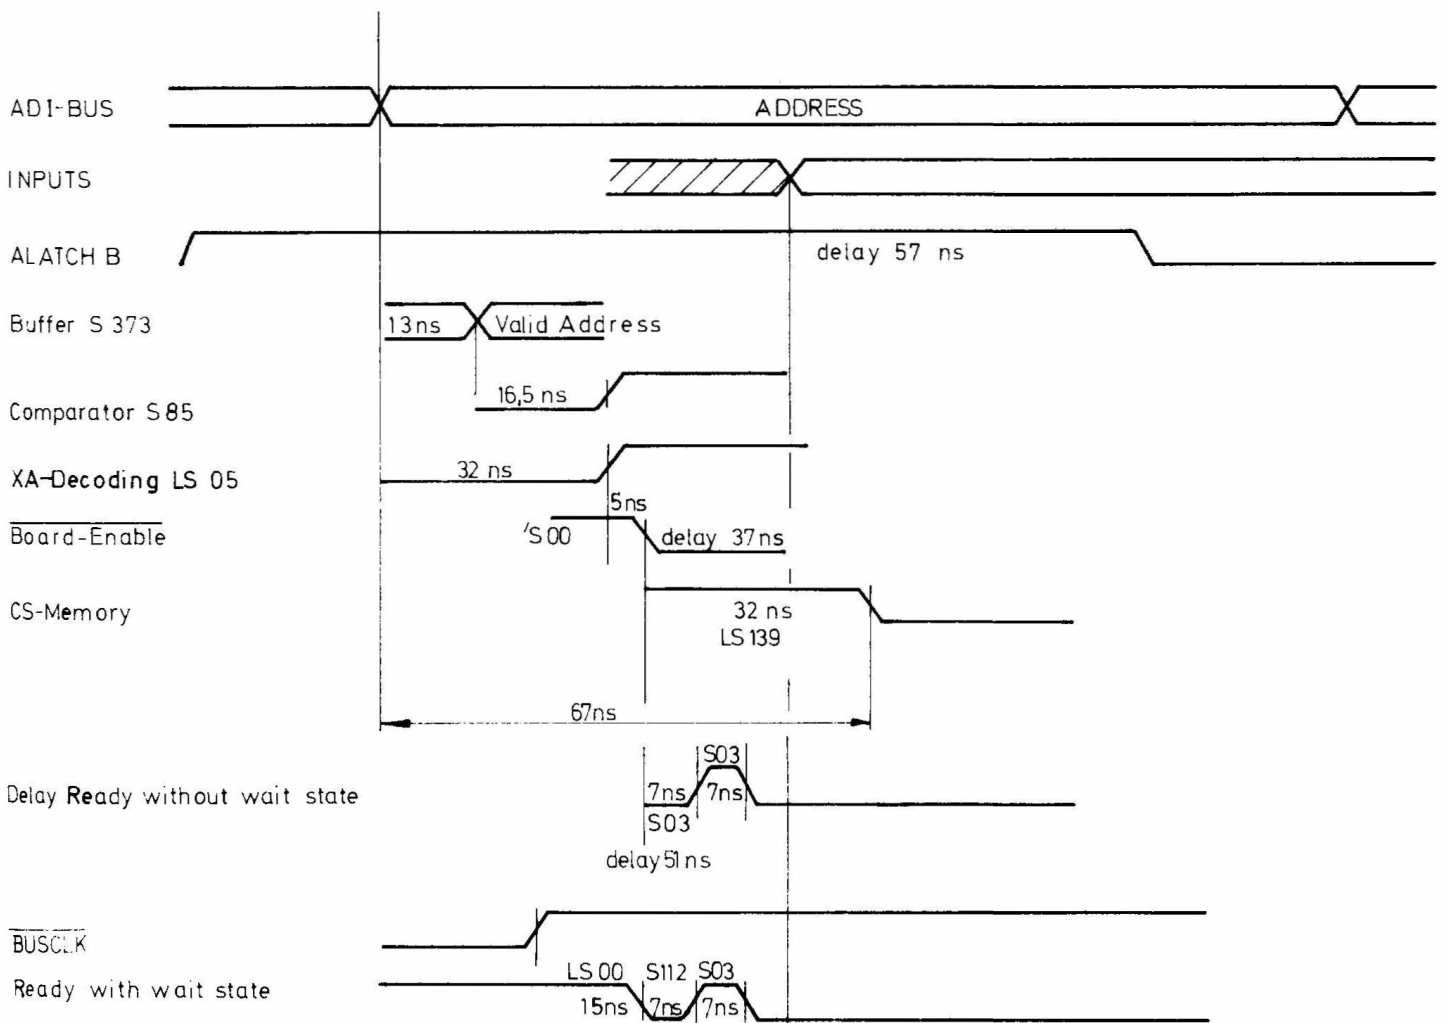 ADI-BUS
ADDRESS
INPUTS
ALATCH B
delay 57 ns
Buffer S 373
13ns
Valid Address
Comparator S 85
16,5 ns
XA-Decoding LS 05
32 ns
Board-Enable
'S00
5ns
delay 37ns
CS-Memory
32 ns
LS 139
67ns
Delay Ready without wait state
S03
7ns
7ns
S03
delay 51 ns
BUSCLK
Ready with wait state
LS 00
S112
S03
15ns
7ns
7ns